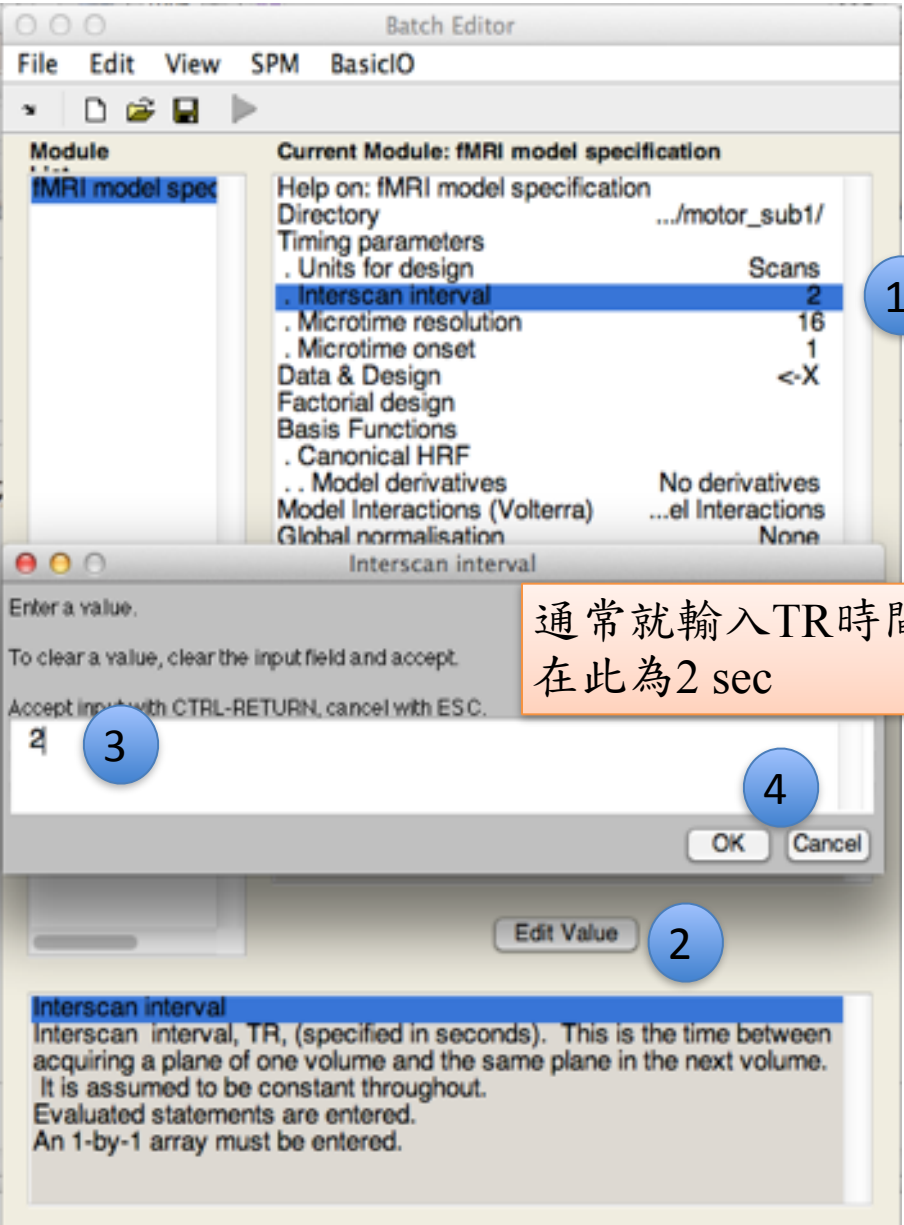 Batch Editor
File Edit View SPM BasicIO
Module
Current Module: fMRI model specification
fMRI model spec
Help on: fMRI model specification
Directory .../motor_sub1/
Timing parameters
. Units for design Scans
. Interscan interval 2
1
. Microtime resolution 16
. Microtime onset 1
Data & Design <-X
Factorial design
Basis Functions
. Canonical HRF
. . Model derivatives No derivatives
Model Interactions (Volterra) ...el Interactions
Global normalisation None
Interscan interval
Enter a value.
To clear a value, clear the input field and accept.
Accept input with CTRL-RETURN, cancel with ESC.
通常就輸入TR時間
在此為2 sec
2
3
4
OK Cancel
Edit Value
2
Interscan interval
Interscan interval, TR, (specified in seconds). This is the time between
acquiring a plane of one volume and the same plane in the next volume.
It is assumed to be constant throughout.
Evaluated statements are entered.
An 1-by-1 array must be entered.